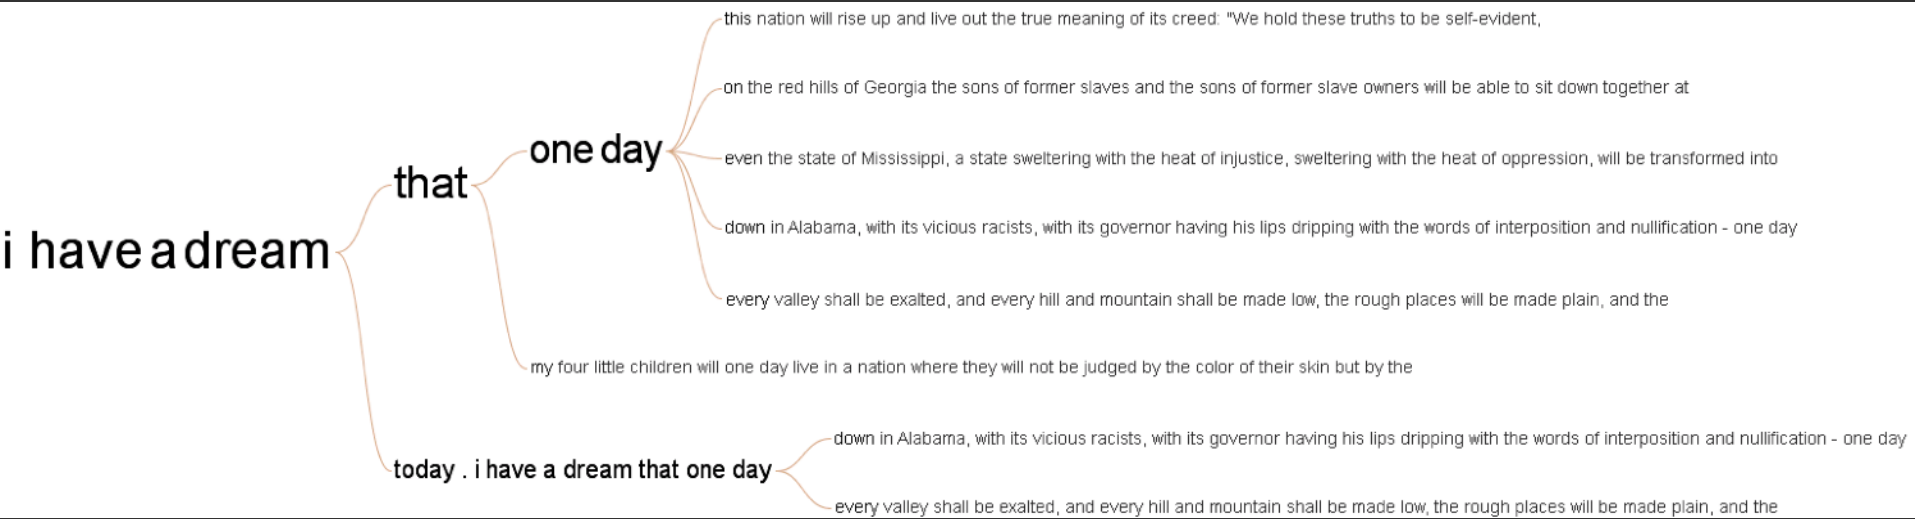 this nation will rise up and live out the true meaning of its creed: "We hold these truths to be self-evident,
on the red hills of Georgia the sons of former slaves and the sons of former slave owners will be able to sit down together at
one day
even the state of Mississippi, a state sweltering with the heat of injustice, sweltering with the heat of oppression, will be transformed into
that
down in Alabama, with its vicious racists, with its governor having his lips dripping with the words of interposition and nullification - one day
i have a dream
every valley shall be exalted, and every hill and mountain shall be made low, the rough places will be made plain, and the
my four little children will one day live in a nation where they will not be judged by the color of their skin but by the
down in Alabama, with its vicious racists, with its governor having his lips dripping with the words of interposition and nullification - one day
today . i have a dream that one day
every valley shall be exalted, and every hill and mountain shall be made low, the rough places will be made plain, and the